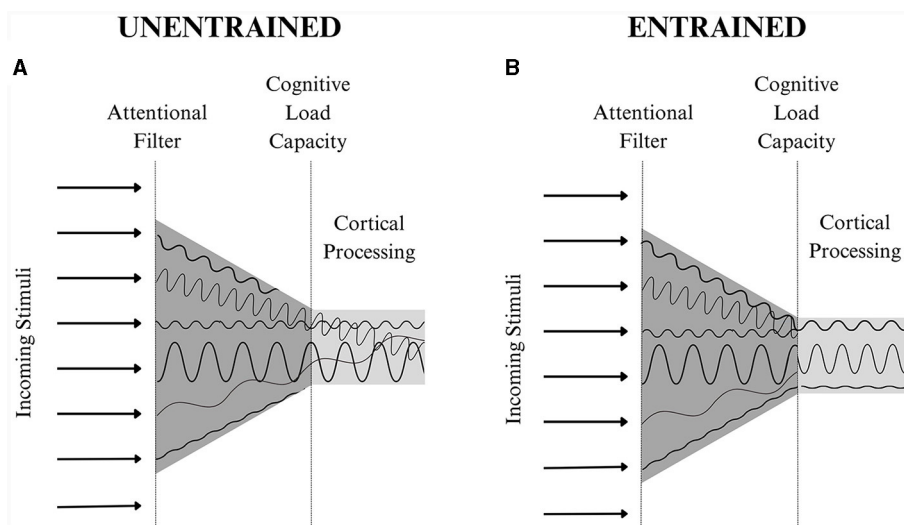 UNENTRAINED
A
Attentional
Filter
Cognitive
Load
Capacity
Cortical
Processing
Incoming Stimuli
ENTRAINED
B
Attentional
Filter
Cognitive
Load
Capacity
Cortical
Processing
Incoming Stimuli